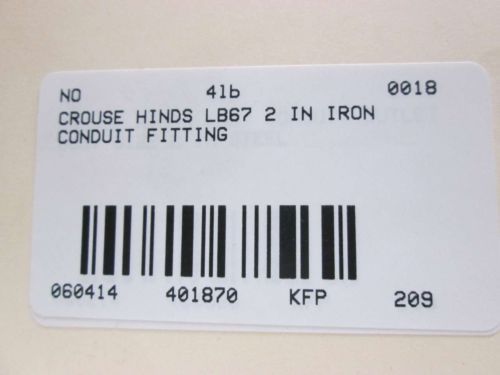 NO 4lb 0018
CROUSE HINDS LB67 2 IN IRON
CONDUIT FITTING
060414 401870 KFP 209